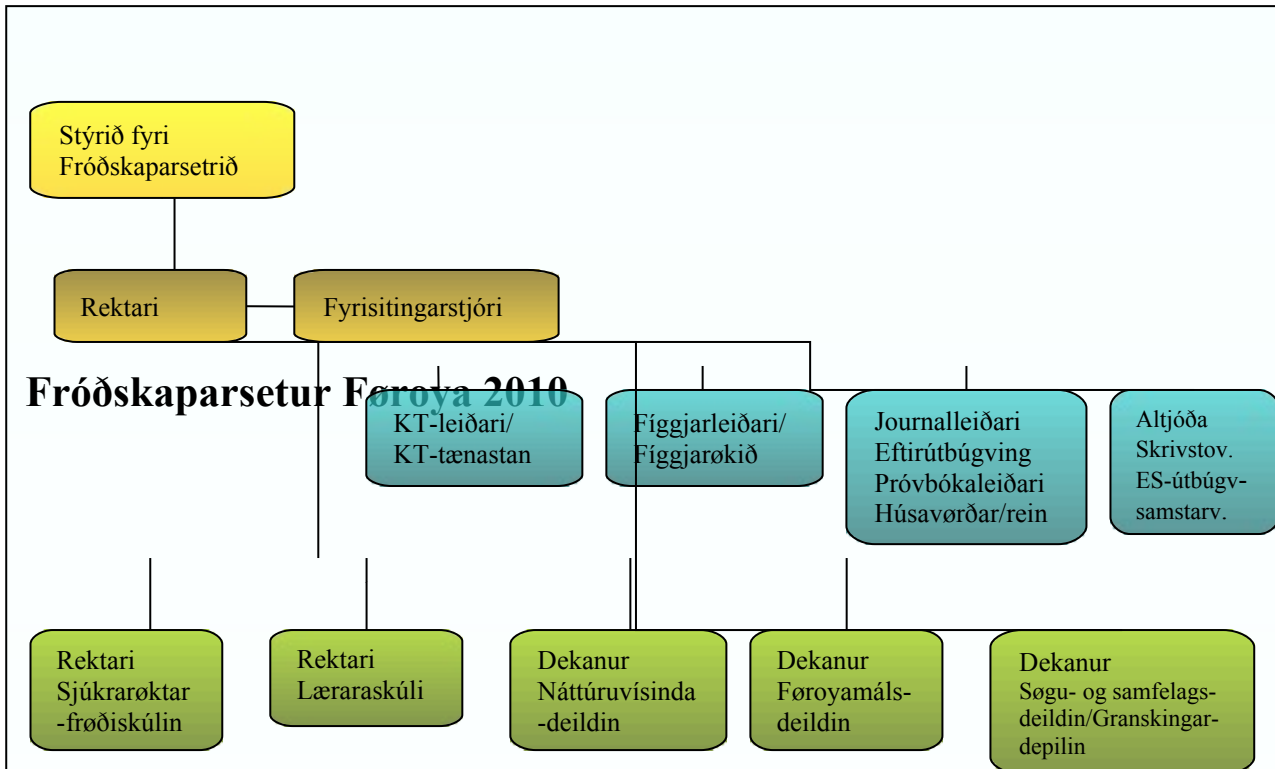 Stýrið fyri
Fróðskaparsetrið
Rektari
Fyrisitingarstjóri
Fróðskaparsetur Føroya 2010
KT-leiðari/
KT-tænastan
Fíggjarleiðari/
Fíggjarøkið
Journalleiðari
Eftirútbúgving
Próvbókaleiðari
Húsavørðar/rein
Altjóða
Skrivstov.
ES-útbúgv-
samstarv.
Rektari
Sjúkrarøktar
-frøðiskúlin
Rektari
Læraraskúli
Dekanur
Náttúruvísinda
-deildin
Dekanur
Føroyamáls-
deildin
Dekanur
Søgu- og samfelags-
deildin/Granskingar-
depilin